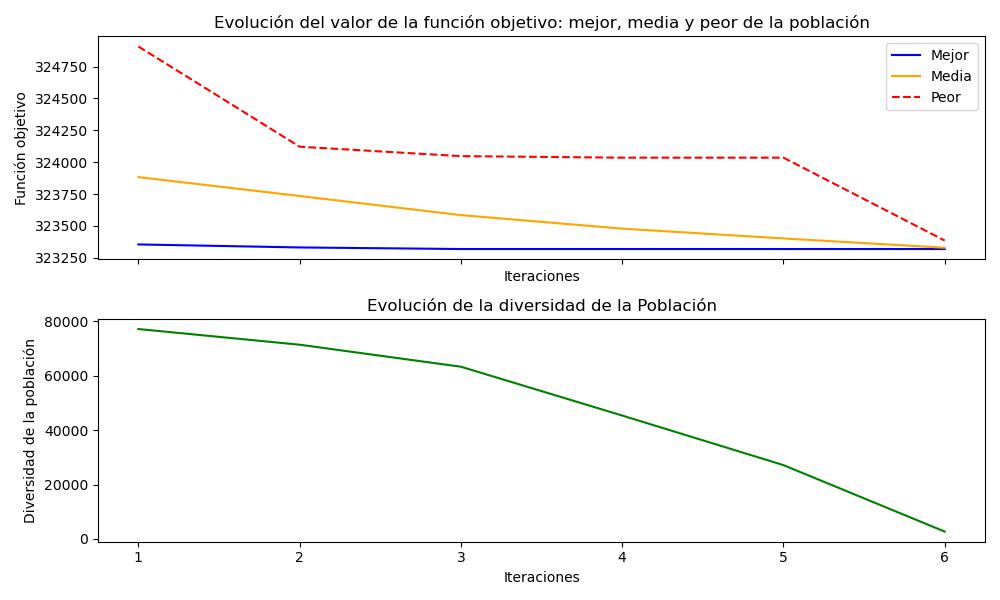 Evolución del valor de la función objetivo: mejor, media y peor de la población
Función objetivo
324750
324500
324250
324000
323750
323500
323250
Mejor
Media
Peor
Iteraciones
Evolución de la diversidad de la Población
Diversidad de la población
80000
60000
40000
20000
0
1 2 3 4 5 6
Iteraciones